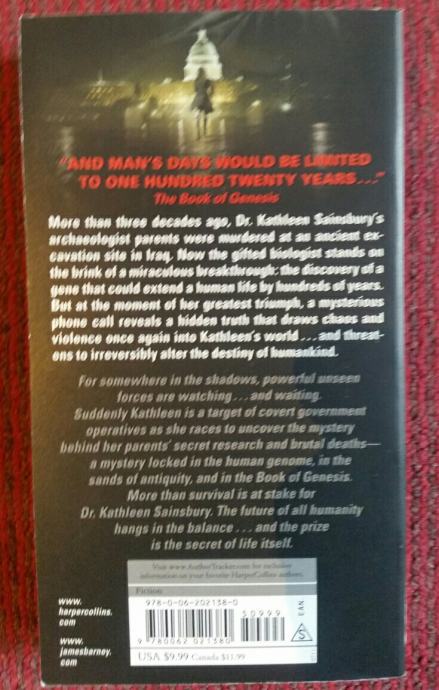 "AND MAN'S DAYS WOULD BE LIMITED
TO ONE HUNDRED TWENTY YEARS..."
The Book of Genesis
More than three decades ago, Dr. Kathleen Sainsbury's
archaeologist parents were murdered at an ancient ex-
cavation site in Iraq. Now the gifted biologist stands on
the brink of a miraculous breakthrough: the discovery of a
gene that could extend a human life by hundreds of years.
But at the moment of her greatest triumph, a mysterious
phone call reveals a hidden truth that draws chaos and
violence once again into Kathleen's world...and threat-
ens to irreversibly alter the destiny of humankind.
For somewhere in the shadows, powerful unseen
forces are watching...and waiting.
Suddenly Kathleen is a target of covert government
operatives as she races to uncover the mystery
behind her parents' secret research and brutal deaths—
a mystery locked in the human genome, in the
sands of antiquity, and in the Book of Genesis.
More than survival is at stake for
Dr. Kathleen Sainsbury. The future of all humanity
hangs in the balance...and the prize
is the secret of life itself.
Visit www.AuthorTracker.com for exclusive
information on your favorite HarperCollins authors.
Fiction
www.
harpercollins.
com
www.
jamesbarney.
com
978-0-06-202138-0
50999
9 780062 021380
EAN
S
USA $9.99 Canada $11.99